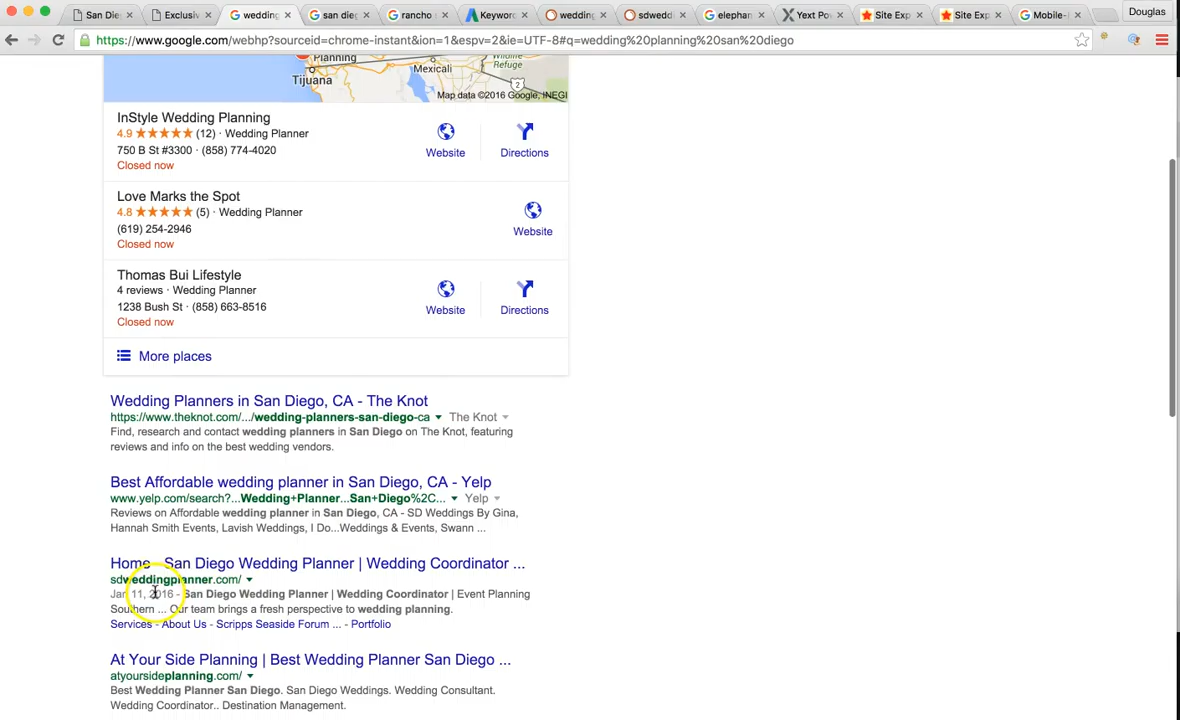 San Die
Exclusiv
wedding
san die
rancho
Keywor
wedding
sdweddi
elephan
Yext Po
Site Exp
Site Exp
Mobile-
Douglas
https://www.google.com/webhp?sourceid=chrome-instant&ion=1&espv=2&ie=UTF-8#q=wedding%20planning%20san%20diego
Planning
Mexicali
Wildlife
Refuge
Tijuana
2
Map data ©2016 Google, INEGI
InStyle Wedding Planning
4.9 ★★★★★ (12) · Wedding Planner
750 B St #3300 · (858) 774-4020
Closed now
Website
Directions
Love Marks the Spot
4.8 ★★★★★ (5) · Wedding Planner
(619) 254-2946
Closed now
Website
Thomas Bui Lifestyle
4 reviews · Wedding Planner
1238 Bush St · (858) 663-8516
Closed now
Website
Directions
More places
Wedding Planners in San Diego, CA - The Knot
https://www.theknot.com/.../wedding-planners-san-diego-ca The Knot
Find, research and contact wedding planners in San Diego on The Knot, featuring
reviews and info on the best wedding vendors.
Best Affordable wedding planner in San Diego, CA - Yelp
www.yelp.com/search?...Wedding+Planner...San+Diego%2C... Yelp
Reviews on Affordable wedding planner in San Diego, CA - SD Weddings By Gina,
Hannah Smith Events, Lavish Weddings, I Do...Weddings & Events, Swann ...
Home - San Diego Wedding Planner | Wedding Coordinator ...
sdweddingplanner.com/
Jan 11, 2016 - San Diego Wedding Planner | Wedding Coordinator | Event Planning
Southern ... Our team brings a fresh perspective to wedding planning.
Services - About Us - Scripps Seaside Forum ... - Portfolio
At Your Side Planning | Best Wedding Planner San Diego ...
atyoursideplanning.com/
Best Wedding Planner San Diego. San Diego Weddings. Wedding Consultant.
Wedding Coordinator.. Destination Management.